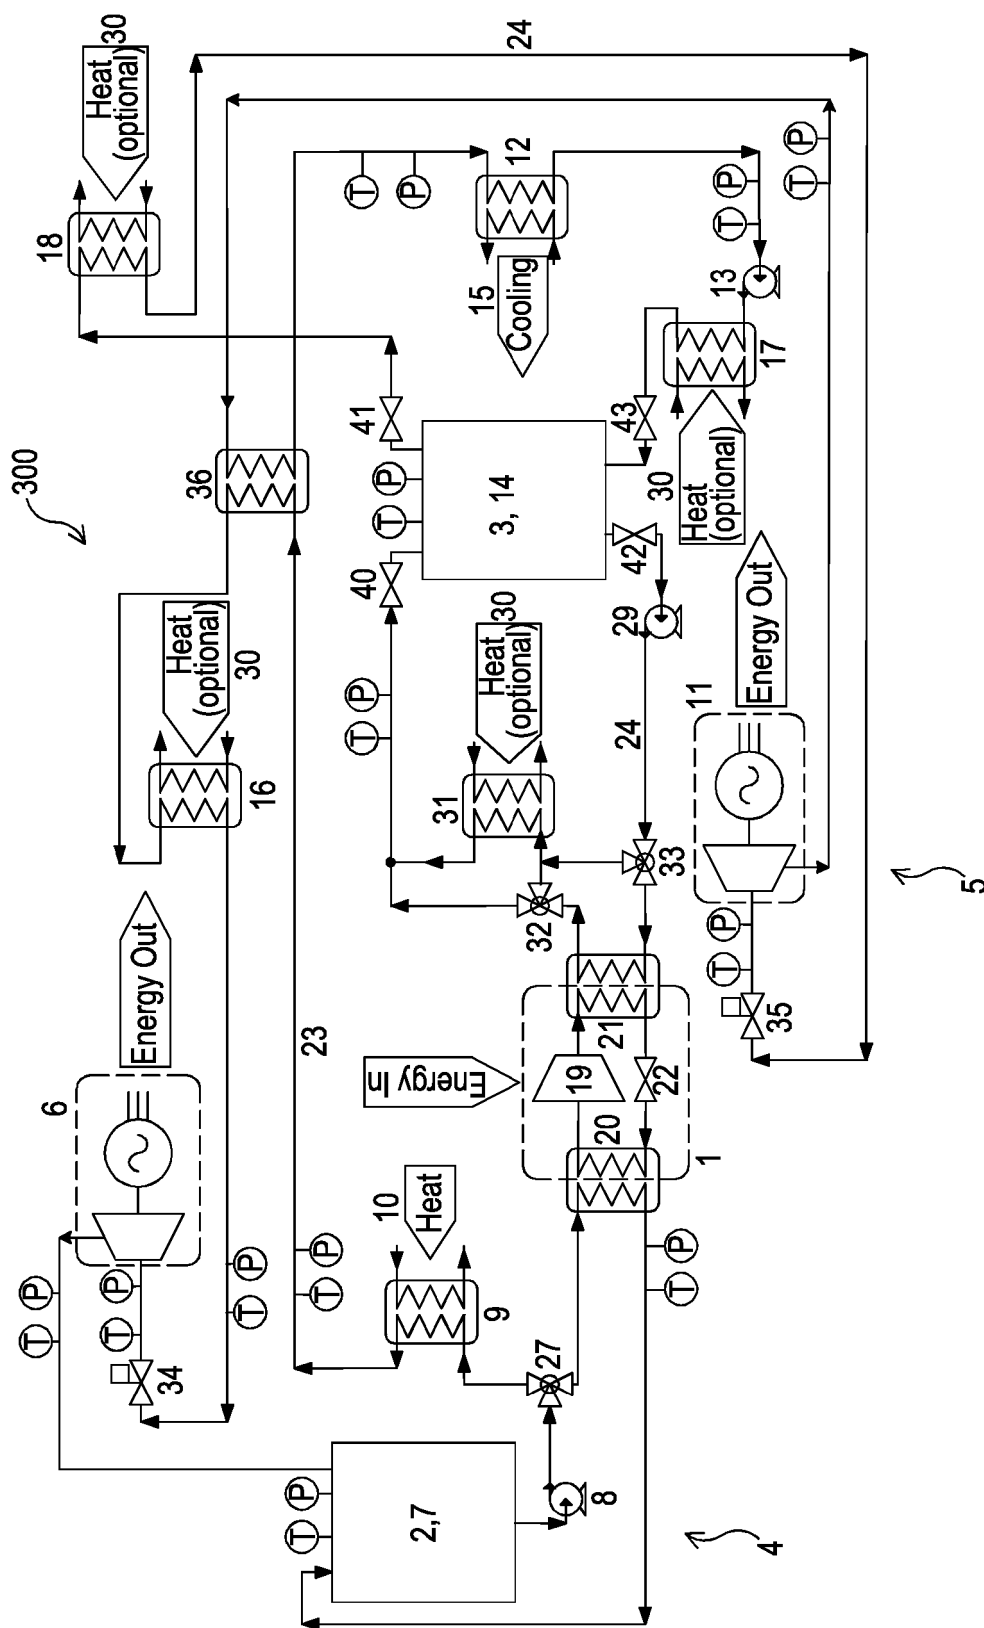 T
P
300
18
30
Heat
(optional)
6
T
P
Energy Out
34
T
P
16
Heat
(optional)
30
36
T
P
2,7
T
P
23
10
Heat
9
Energy In
T
P
40
T
P
41
T
P
3, 14
31
30
Heat
(optional)
15
Cooling
12
24
8
27
20
19
21
32
1
22
33
24
29
42
43
30
Heat
(optional)
17
13
T
P
T
P
4
35
T
P
11
Energy Out
T
P
5